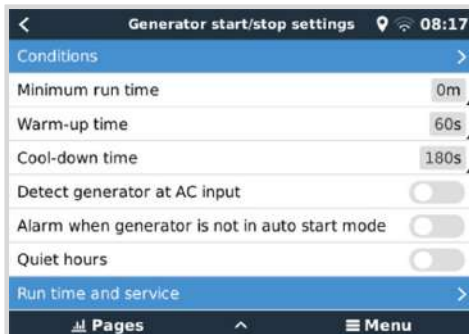 Generator start/stop settings 08:17
Conditions
Minimum run time 0m
Warm-up time 60s
Cool-down time 180s
Detect generator at AC input
Alarm when generator is not in auto start mode
Quiet hours
Run time and service
Pages Menu